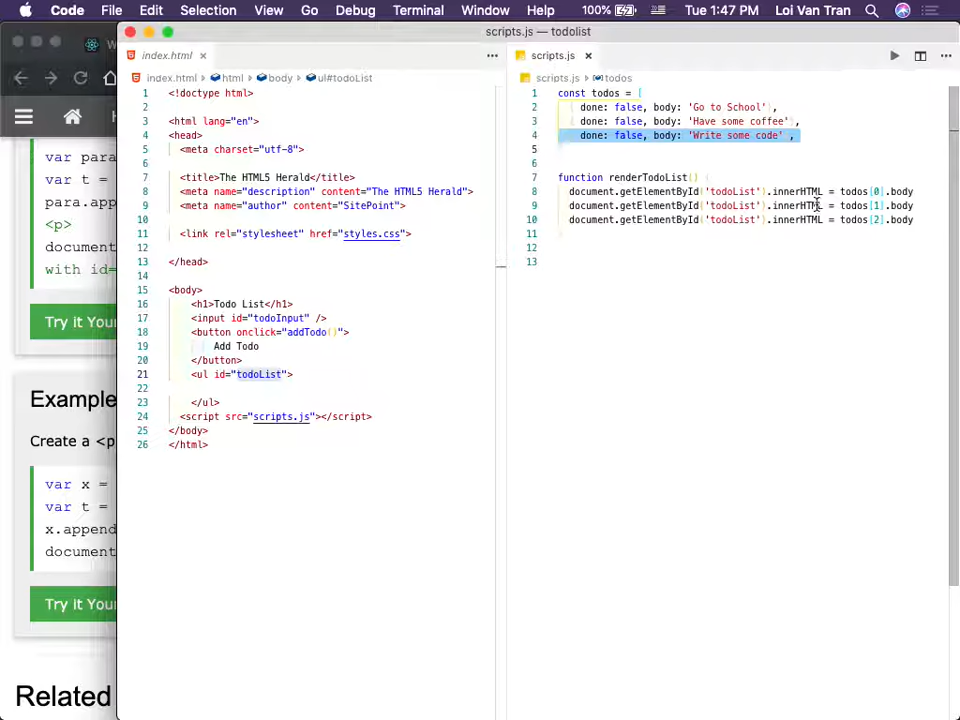 Code File Edit Selection View Go Debug Terminal Window Help 100% Tue 1:47 PM Loi Van Tran
scripts.js — todolist
index.html
index.html html body ul#todoList
1 <!doctype html>
2
3 <html lang="en">
4 <head>
5 <meta charset="utf-8">
6
7 <title>The HTML5 Herald</title>
8 <meta name="description" content="The HTML5 Herald">
9 <meta name="author" content="SitePoint">
10
11 <link rel="stylesheet" href="styles.css">
12
13 </head>
14
15 <body>
16 <h1>Todo List</h1>
17 <input id="todoInput" />
18 <button onclick="addTodo()">
19 Add Todo
20 </button>
21 <ul id="todoList">
22
23 </ul>
24 <script src="scripts.js"></script>
25 </body>
26 </html>
scripts.js
scripts.js todos
1 const todos = [
2 done: false, body: 'Go to School' ,
3 done: false, body: 'Have some coffee' ,
4 done: false, body: 'Write some code' ,
5
6
7 function renderTodoList() {
8 document.getElementById('todoList').innerHTML = todos[0].body
9 document.getElementById('todoList').innerHTML = todos[1].body
10 document.getElementById('todoList').innerHTML = todos[2].body
11
12
13
var para
var t =
para.app
<p>
document
with id=
Try it Your
Example
Create a <p
var x =
var t =
x.append
document
Try it Your
Related